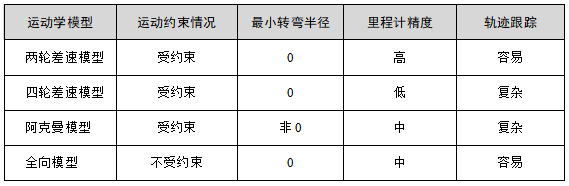 运动学模型 运动约束情况 最小转弯半径 里程计精度 轨迹跟踪
两轮差速模型 受约束 0 高 容易
四轮差速模型 受约束 0 低 复杂
阿克曼模型 受约束 非 0 中 复杂
全向模型 不受约束 0 中 容易